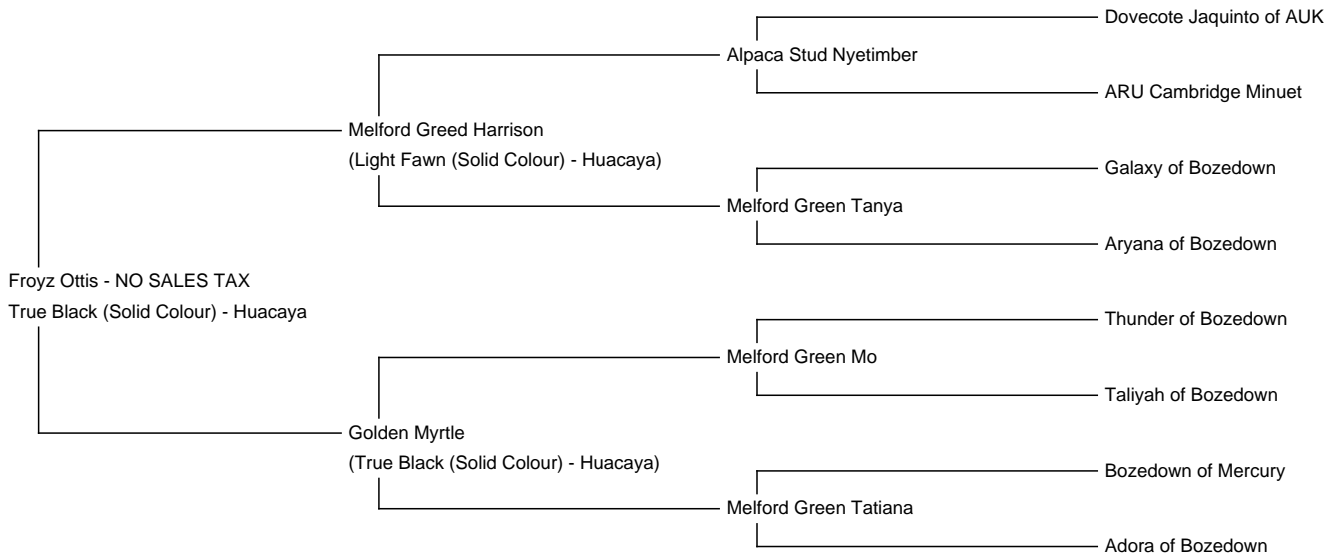 Dovecote Jaquinto of AUK
Alpaca Stud Nyetimber
ARU Cambridge Minuet
Melford Greed Harrison
(Light Fawn (Solid Colour) - Huacaya)
Galaxy of Bozedown
Melford Green Tanya
Aryana of Bozedown
Froyz Ottis - NO SALES TAX
True Black (Solid Colour) - Huacaya
Thunder of Bozedown
Melford Green Mo
Taliyah of Bozedown
Golden Myrtle
(True Black (Solid Colour) - Huacaya)
Bozedown of Mercury
Melford Green Tatiana
Adora of Bozedown